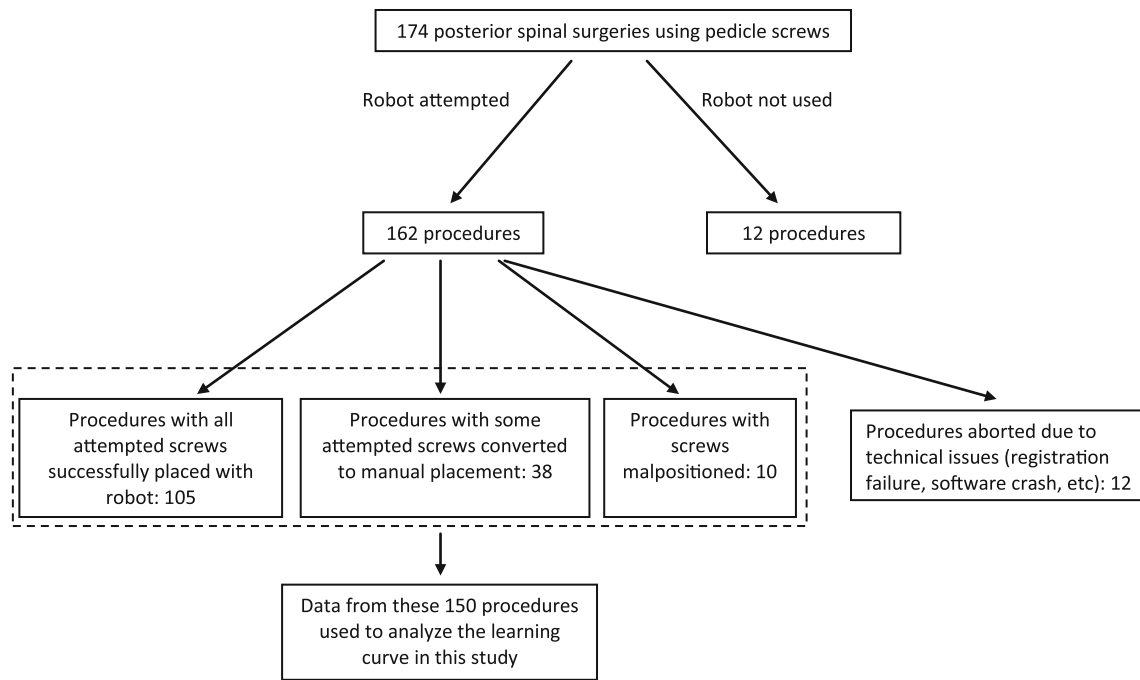 174 posterior spinal surgeries using pedicle screws
Robot attempted
Robot not used
162 procedures
12 procedures
Procedures with all
attempted screws
successfully placed with
robot: 105
Procedures with some
attempted screws converted
to manual placement: 38
Procedures with
screws
malpositioned: 10
Procedures aborted due to
technical issues (registration
failure, software crash, etc): 12
Data from these 150 procedures
used to analyze the learning
curve in this study